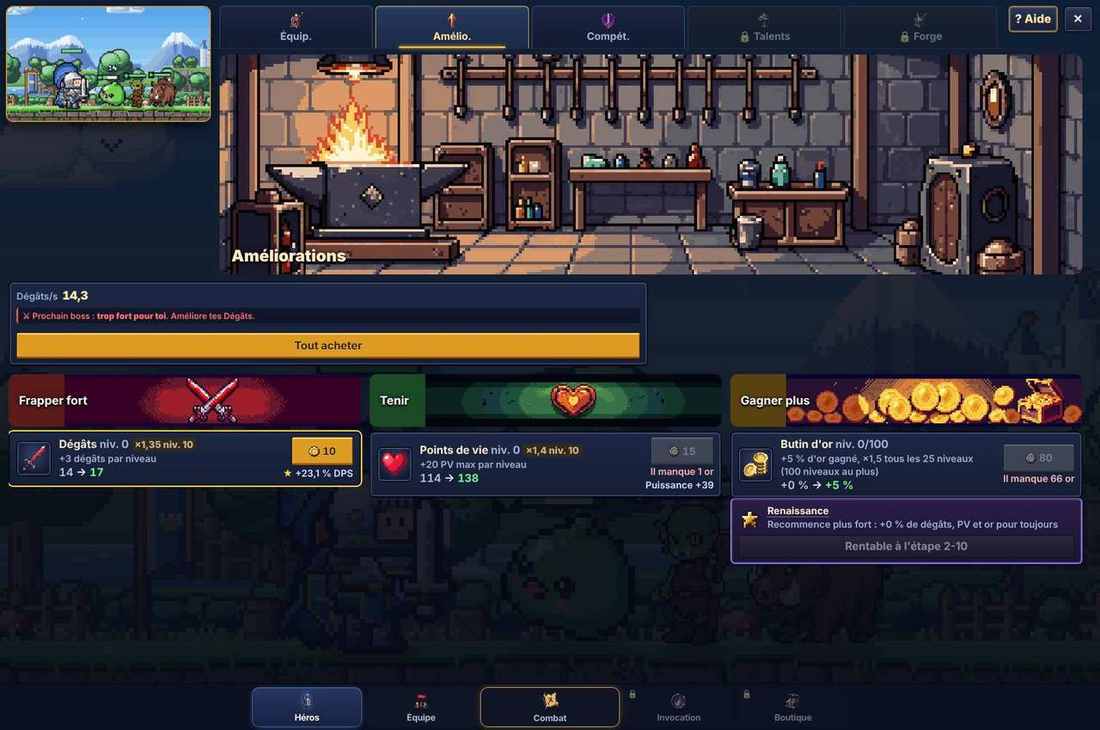 Équip.
Amélio.
Compét.
Talents
Forge
? Aide
×
Améliorations
Dégâts/s 14,3
Prochain boss : trop fort pour toi. Améliore tes Dégâts.
Tout acheter
Frapper fort
Dégâts niv. 0 ×1,35 niv. 10
+3 dégâts par niveau
14 → 17
10
★ +23,1 % DPS
Tenir
Points de vie niv. 0 ×1,4 niv. 10
+20 PV max par niveau
114 → 138
15
Il manque 1 or
Puissance +39
Gagner plus
Butin d'or niv. 0/100
+5 % d'or gagné, ×1,5 tous les 25 niveaux
(100 niveaux au plus)
+0 % → +5 %
80
Il manque 66 or
Renaissance
Recommence plus fort : +0 % de dégâts, PV et or pour toujours
Rentable à l'étape 2-10
Héros
Équipe
Combat
Invocation
Boutique